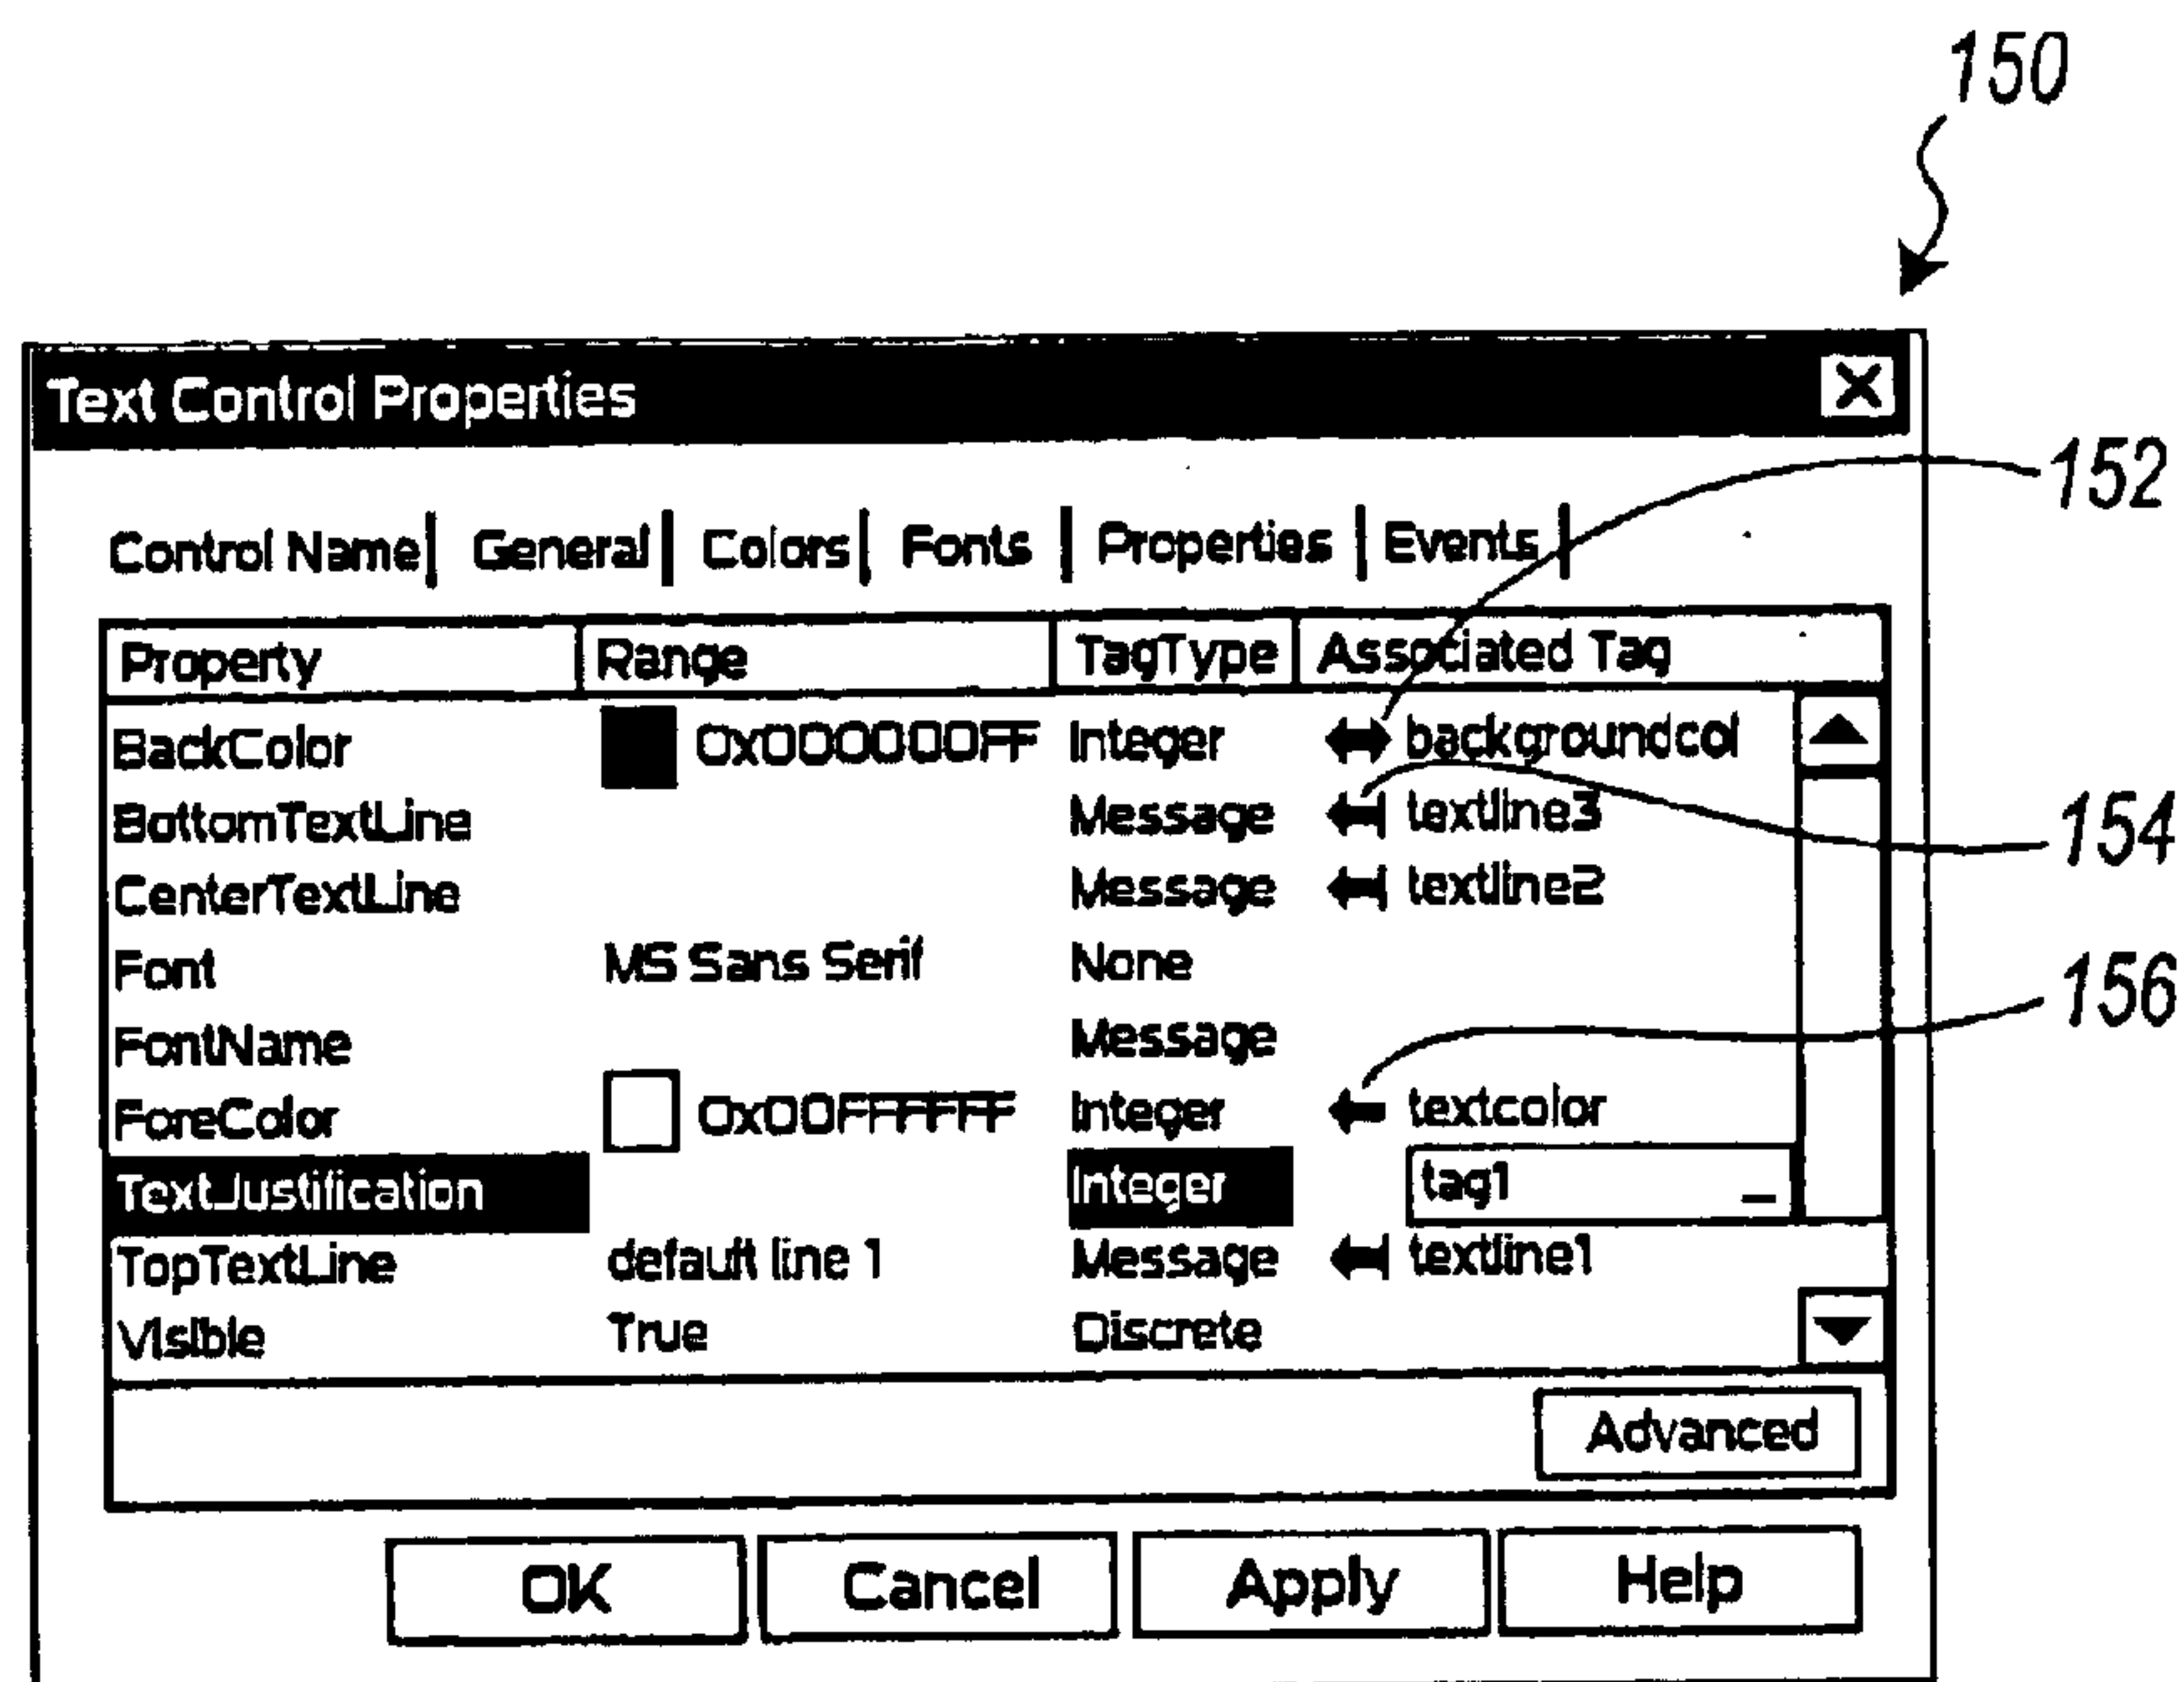 150
Text Control Properties
152
Control Name | General | Colors | Fonts | Properties | Events |
Property Range TagType Associated Tag
BackColor 0x000000FF Integer backgroundcol
BottomTextLine Message textline3
154
CenterTextLine Message textline2
Font MS Sans Serif None
156
FontName Message
ForeColor 0x00FFFFFF Integer textcolor
TextJustification Integer tag1
TopTextLine default line 1 Message textline1
Visible True Discrete
Advanced
OK Cancel Apply Help